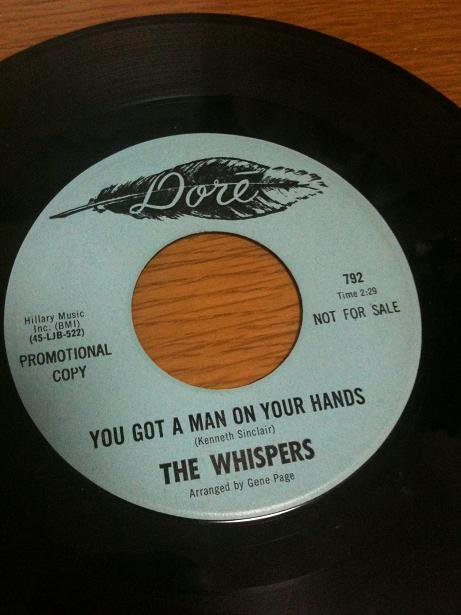 Doré
792
Time 2:29
NOT FOR SALE
Hillary Music
Inc. (BMI)
(45-LJB-522)
PROMOTIONAL
COPY
YOU GOT A MAN ON YOUR HANDS
(Kenneth Sinclair)
THE WHISPERS
Arranged by Gene Page